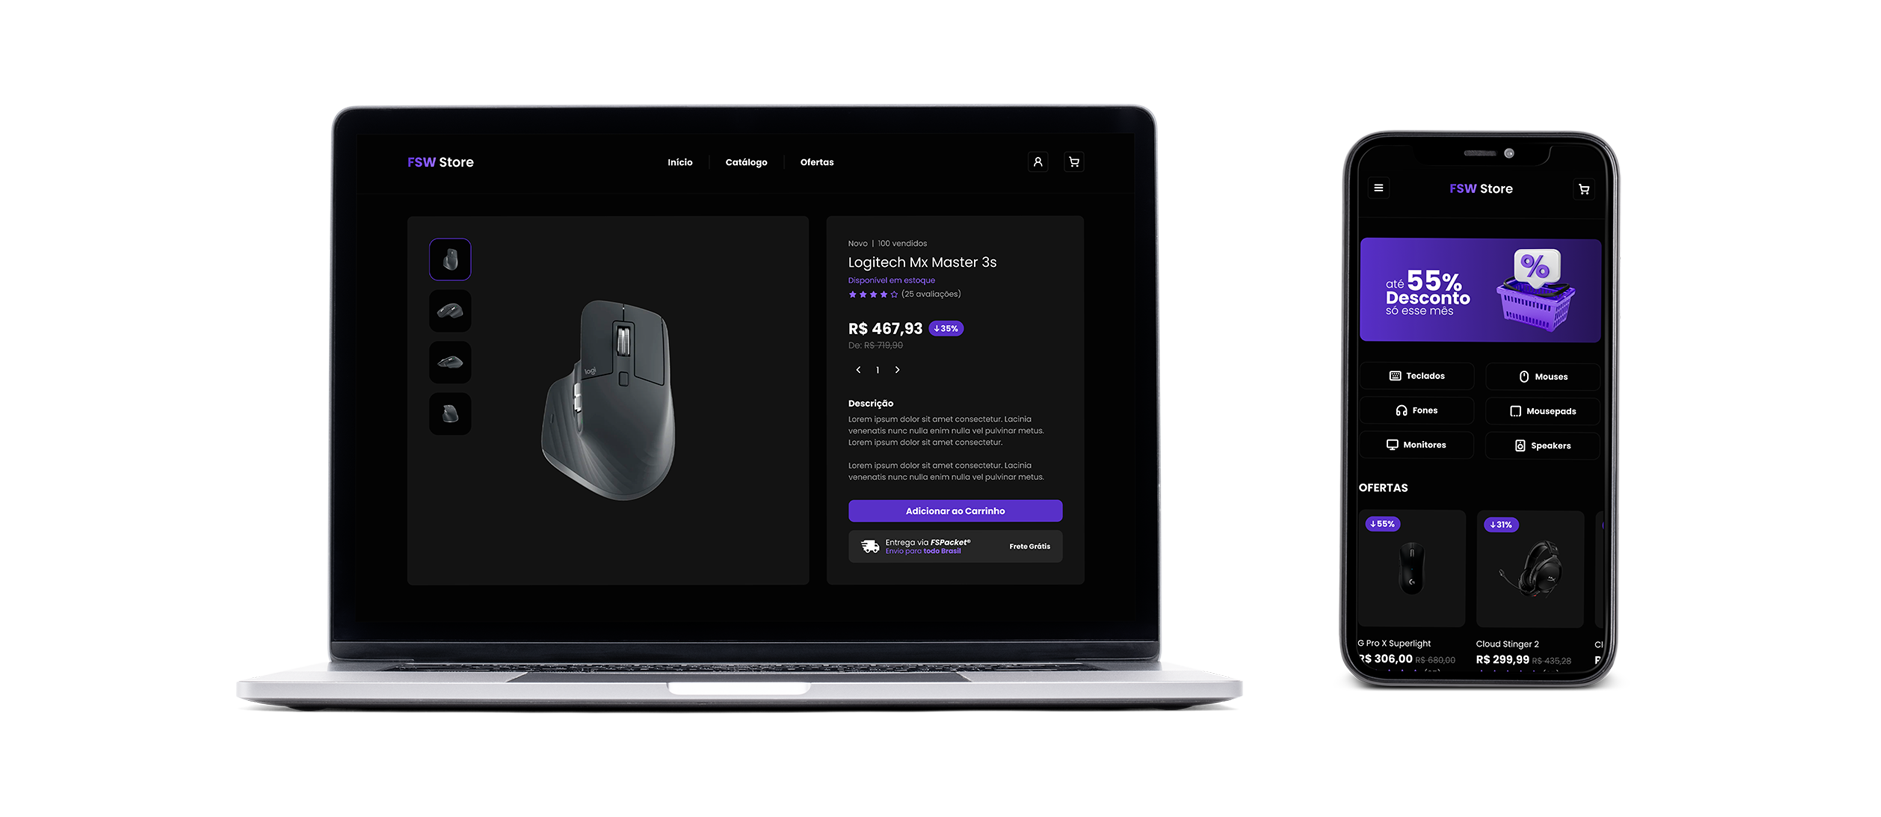 FSW Store
Início
Catálogo
Ofertas
Novo | 100 vendidos
Logitech Mx Master 3s
Disponível em estoque
(25 avaliações)
R$ 467,93
35%
De: R$ 719,90
1
Descrição
Lorem ipsum dolor sit amet consectetur. Lacinia
venenatis nunc nulla enim nulla vel pulvinar metus.
Lorem ipsum dolor sit amet consectetur.
Lorem ipsum dolor sit amet consectetur. Lacinia
venenatis nunc nulla enim nulla vel pulvinar metus.
Adicionar ao Carrinho
Entrega via FSPacket®
Envio para todo Brasil
Frete Grátis
logi
FSW Store
até 55%
Desconto
só esse mês
%
Teclados
Mouses
Fones
Mousepads
Monitores
Speakers
OFERTAS
55%
31%
G Pro X Superlight
R$ 306,00 R$ 680,00
Cloud Stinger 2
R$ 299,99 R$ 435,28